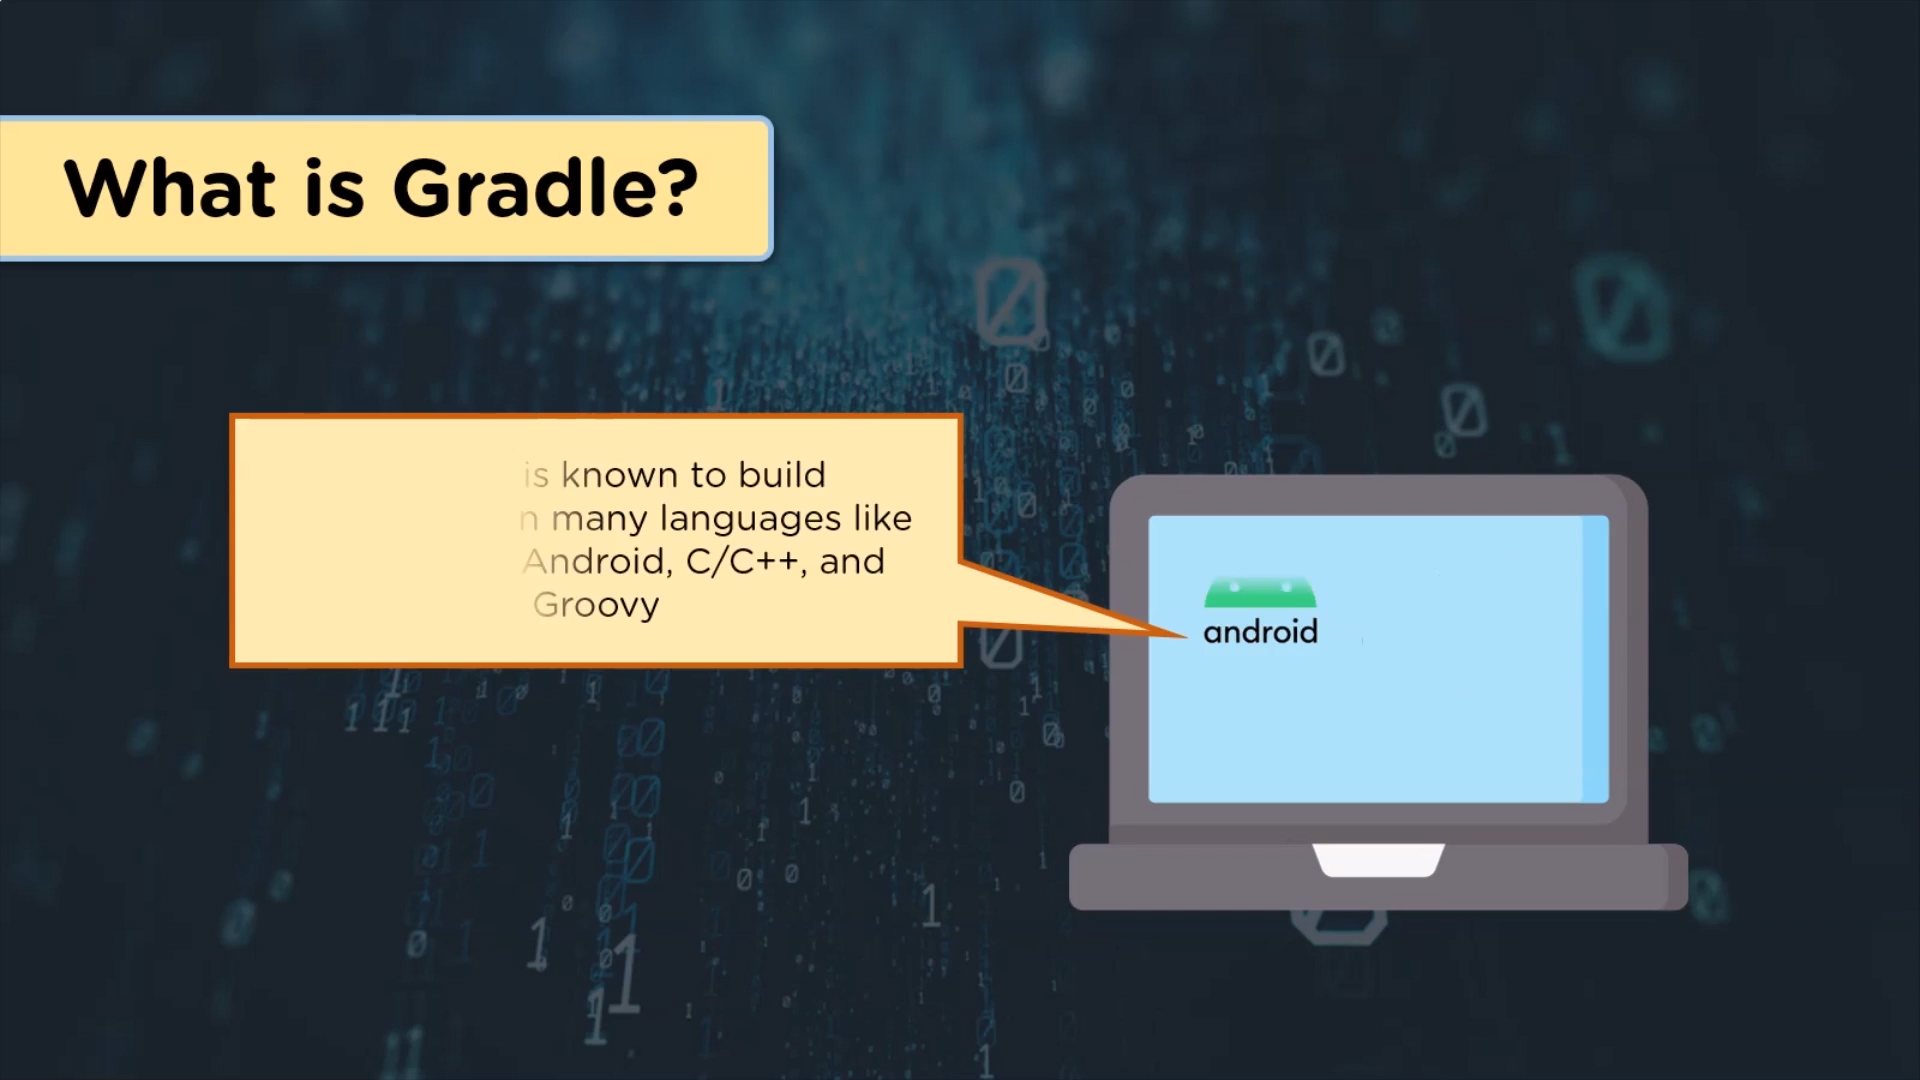 What is Gradle?
is known to build
n many languages like
Android, C/C++, and
Groovy
android